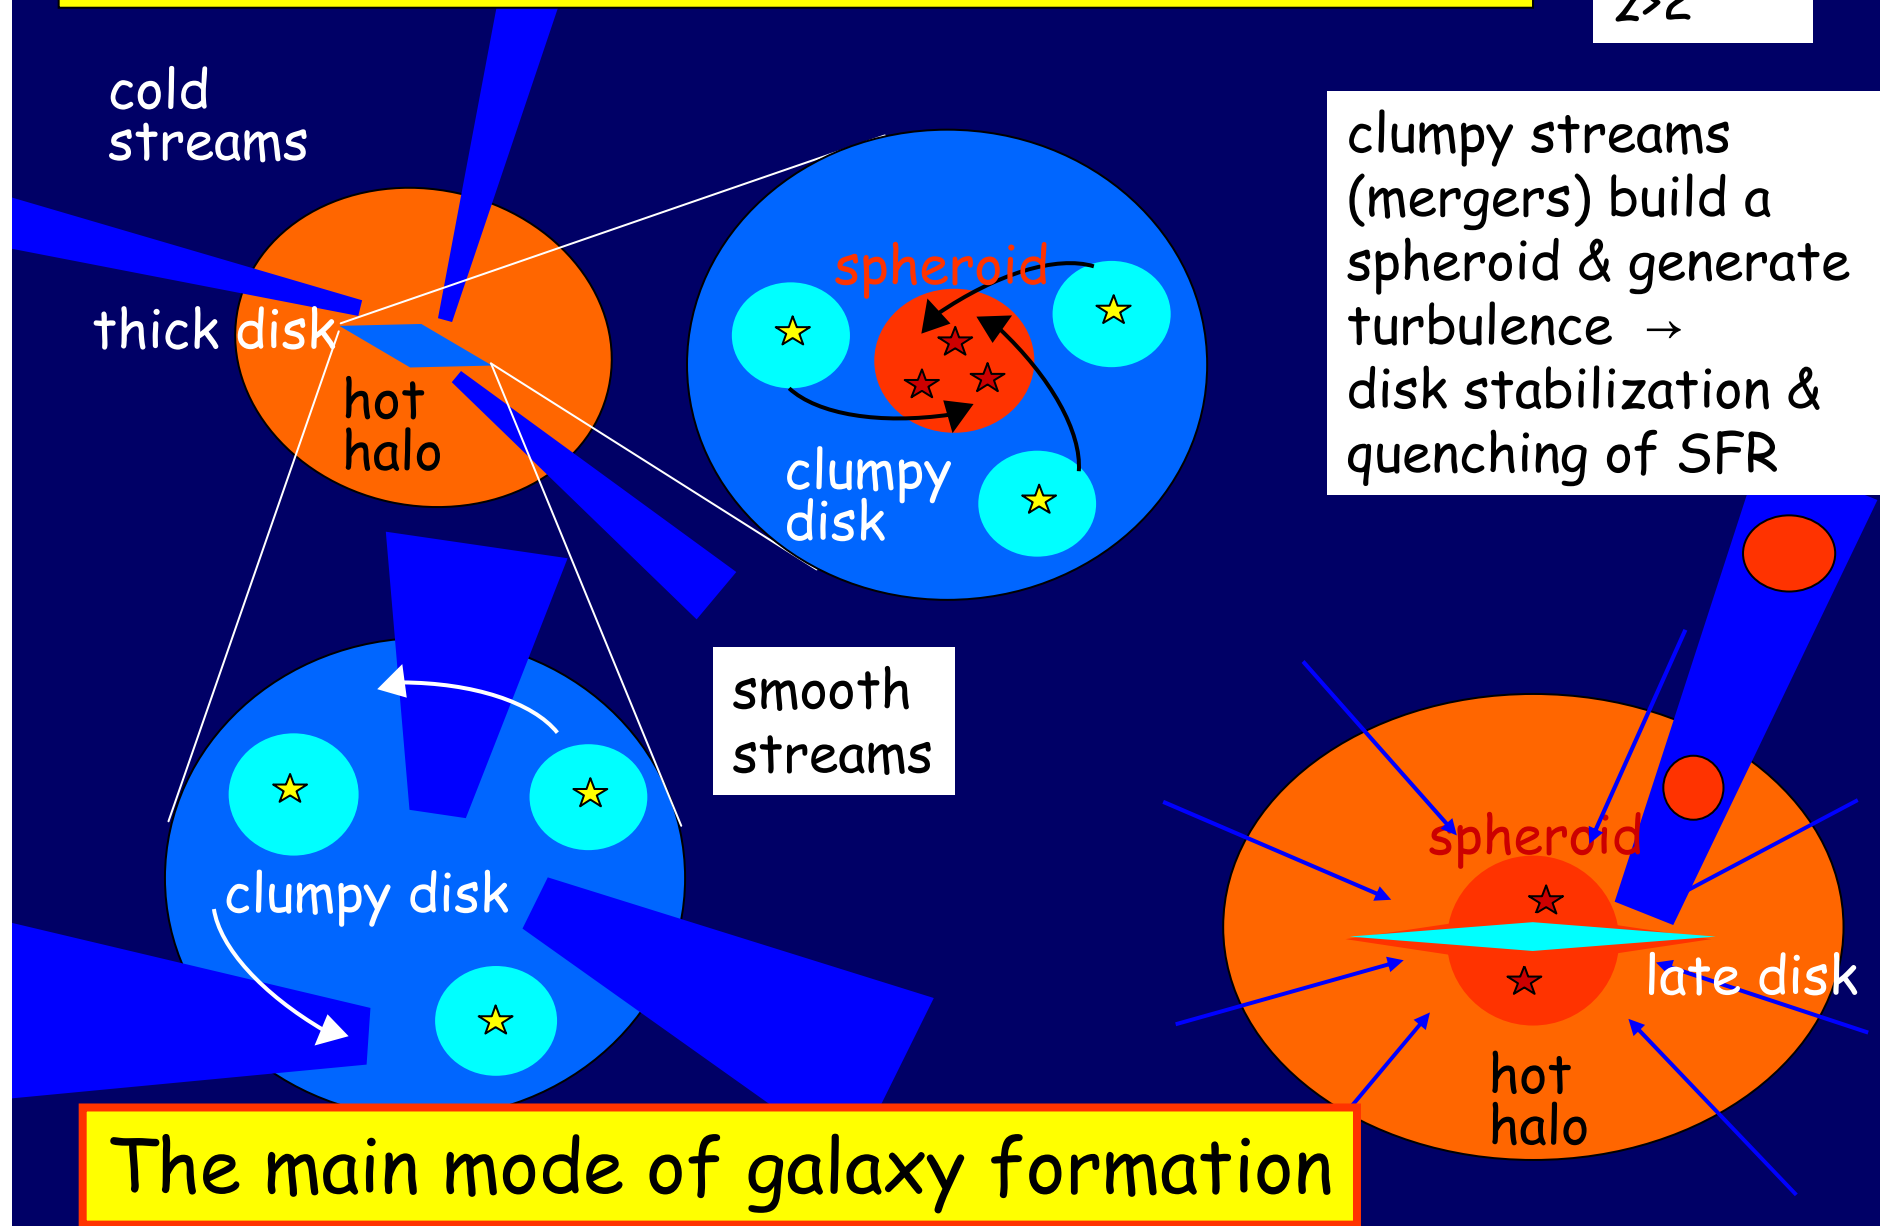 z>2
cold
streams
clumpy streams
(mergers) build a
spheroid & generate
turbulence →
disk stabilization &
quenching of SFR
spheroid
thick disk
hot
halo
clumpy
disk
smooth
streams
clumpy disk
spheroid
late disk
hot
halo
The main mode of galaxy formation